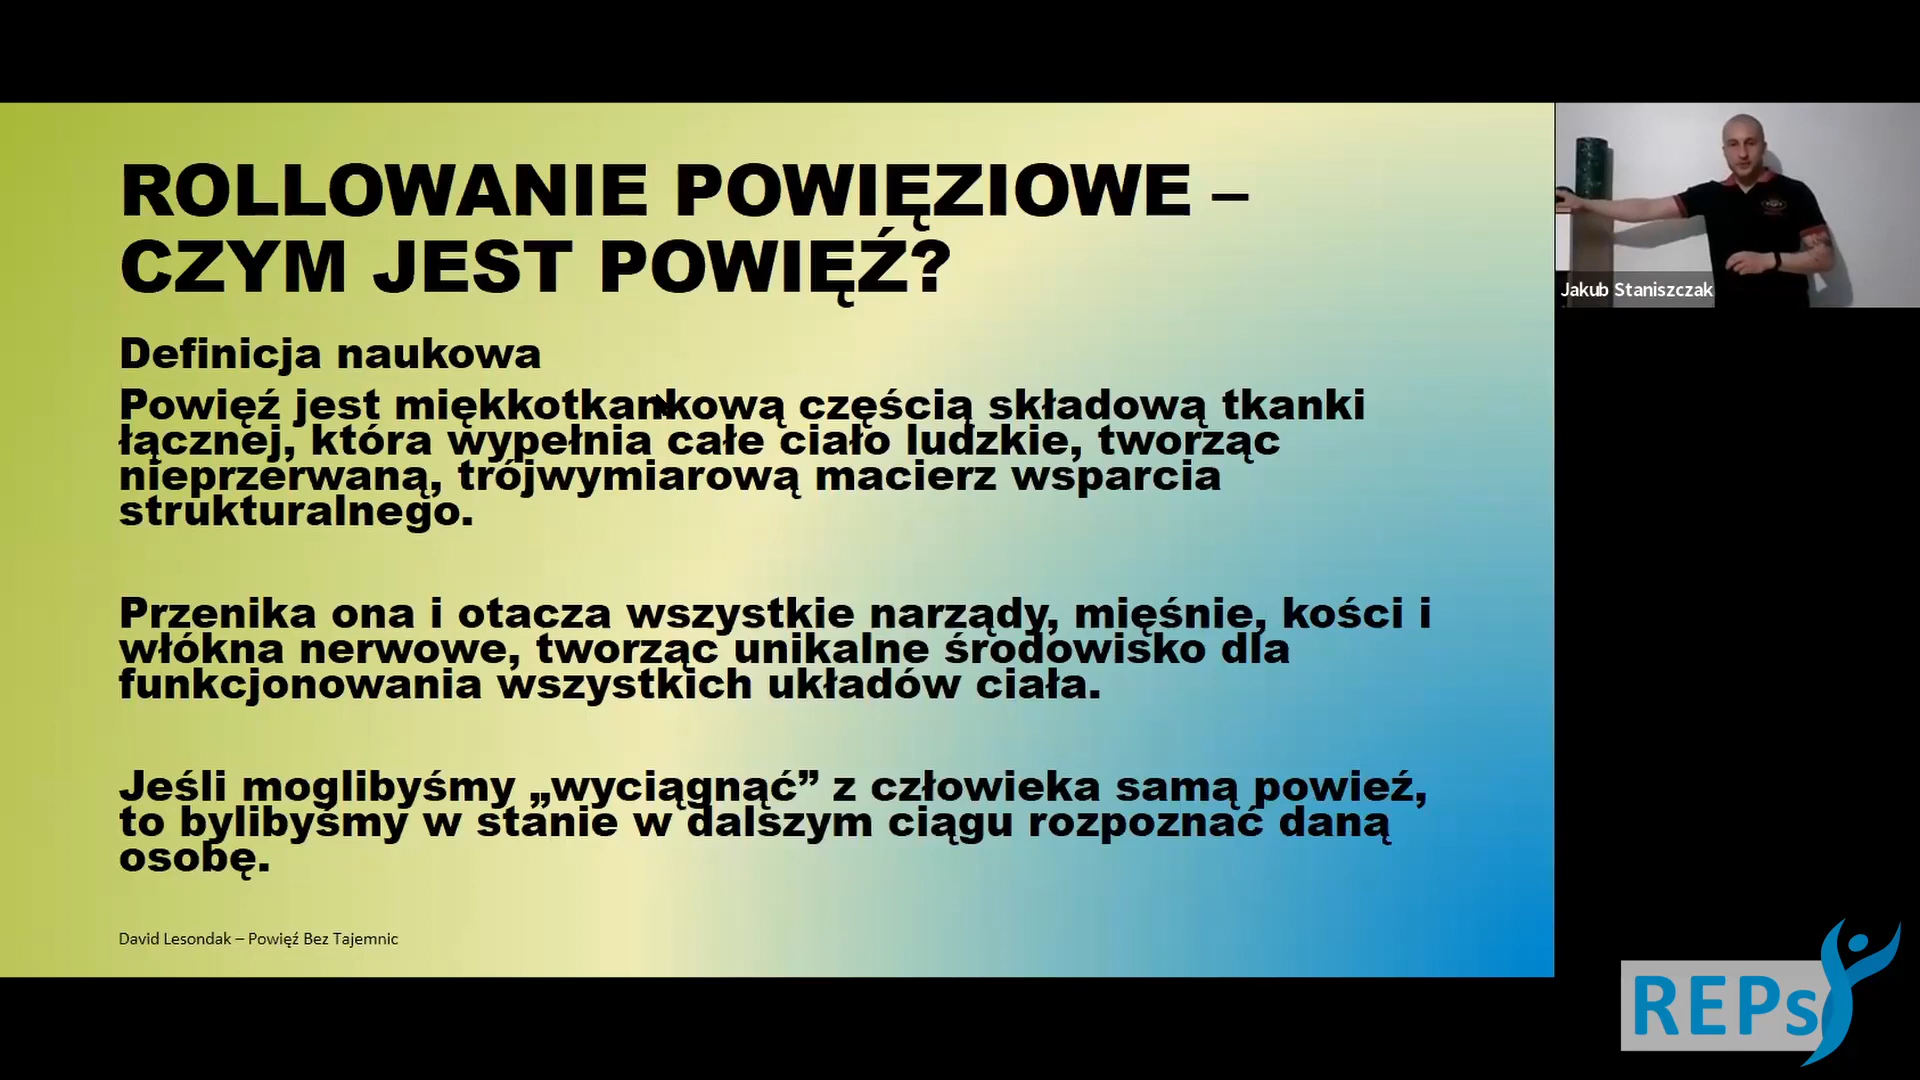 ROLLOWANIE POWIĘZIOWE –
CZYM JEST POWIĘŹ?
Definicja naukowa
Powięź jest miękkotkankową częścią składową tkanki
łącznej, która wypełnia całe ciało ludzkie, tworząc
nieprzerwaną, trójwymiarową macierz wsparcia
strukturalnego.
Przenika ona i otacza wszystkie narządy, mięśnie, kości i
włókna nerwowe, tworząc unikalne środowisko dla
funkcjonowania wszystkich układów ciała.
Jeśli moglibyśmy „wyciągnąć” z człowieka samą powieź,
to bylibyśmy w stanie w dalszym ciągu rozpoznać daną
osobę.
David Lesondak – Powięź Bez Tajemnic
Jakub Staniszczak
REPs